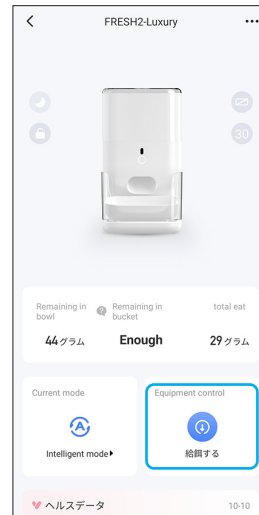 FRESH2-Luxury
30
Remaining in bowl
? Remaining in bucket
total eat
44グラム
Enough
29グラム
Current mode
Equipment control
Intelligent mode
給餌する
ヘルスデータ
10-10